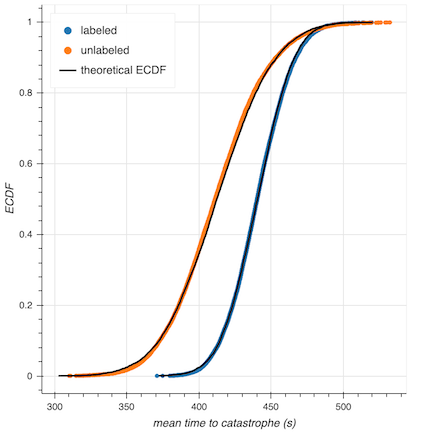 labeled
unlabeled
theoretical ECDF
1
0.8
0.6
0.4
0.2
0
ECDF
300
350
400
450
500
mean time to catastrophe (s)